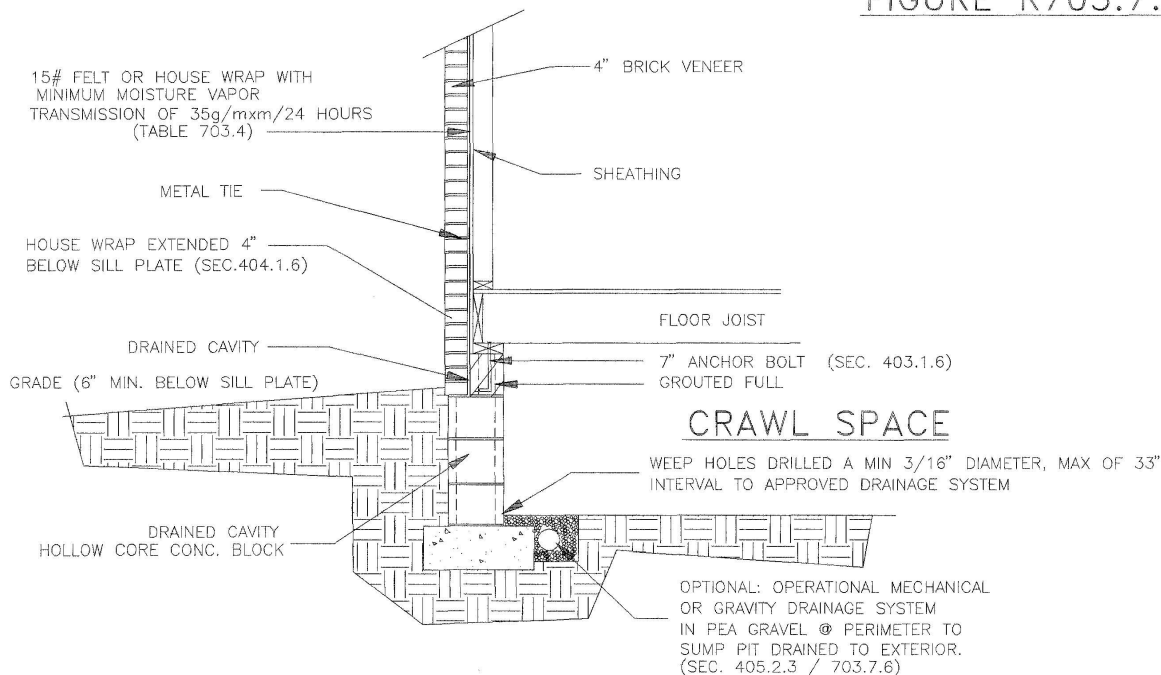 FIGURE R703.7.
15# FELT OR HOUSE WRAP WITH
MINIMUM MOISTURE VAPOR
TRANSMISSION OF 35g/mxm/24 HOURS
(TABLE 703.4)
4" BRICK VENEER
SHEATHING
METAL TIE
HOUSE WRAP EXTENDED 4"
BELOW SILL PLATE (SEC.404.1.6)
FLOOR JOIST
DRAINED CAVITY
7" ANCHOR BOLT (SEC. 403.1.6)
GROUTED FULL
GRADE (6" MIN. BELOW SILL PLATE)
CRAWL SPACE
WEEP HOLES DRILLED A MIN 3/16" DIAMETER, MAX OF 33"
INTERVAL TO APPROVED DRAINAGE SYSTEM
DRAINED CAVITY
HOLLOW CORE CONC. BLOCK
OPTIONAL: OPERATIONAL MECHANICAL
OR GRAVITY DRAINAGE SYSTEM
IN PEA GRAVEL @ PERIMETER TO
SUMP PIT DRAINED TO EXTERIOR.
(SEC. 405.2.3 / 703.7.6)